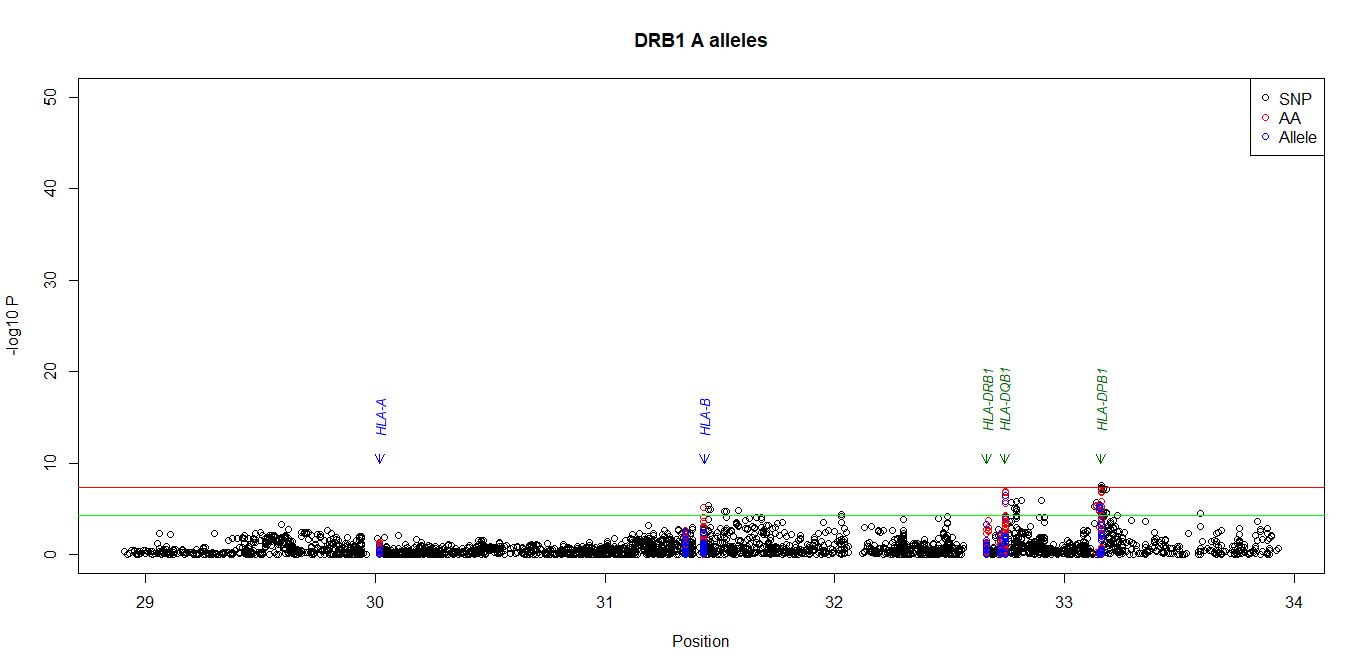 DRB1 A alleles
SNP
AA
Allele
-log10 P
50
40
30
20
10
0
HLA-A
HLA-B
HLA-DRB1
HLA-DQB1
HLA-DPB1
29
30
31
32
33
34
Position